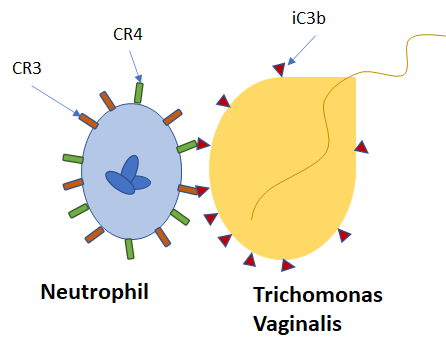 iC3b
CR4
CR3
Neutrophil
Trichomonas
Vaginalis